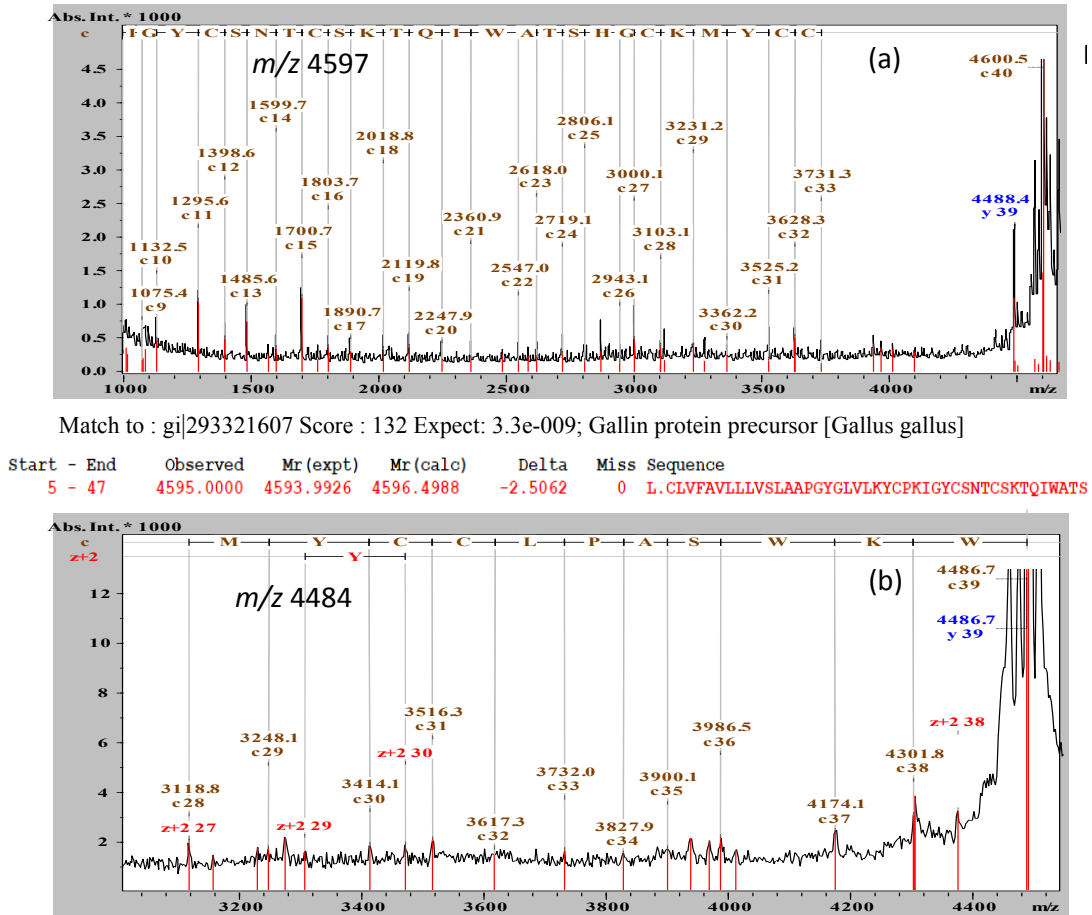 Abs. Int. * 1000
c I G Y C S N T C S K T Q I W A T S H G C K M Y C C
m/z 4597
(a)
4600.5
c40
4488.4
y 39
1075.4
c9
1132.5
c10
1295.6
c11
1398.6
c12
1485.6
c13
1599.7
c14
1700.7
c15
1803.7
c16
1890.7
c17
2018.8
c18
2119.8
c19
2247.9
c20
2360.9
c21
2547.0
c22
2618.0
c23
2719.1
c24
2806.1
c25
2943.1
c26
3000.1
c27
3103.1
c28
3231.2
c29
3362.2
c30
3525.2
c31
3628.3
c32
3731.3
c33
4.5
4.0
3.5
3.0
2.5
2.0
1.5
1.0
0.5
0.0
1000 1500 2000 2500 3000 3500 4000 m/z
Match to : gi|293321607 Score : 132 Expect: 3.3e-009; Gallin protein precursor [Gallus gallus]
Start - End Observed Mr(expt) Mr(calc) Delta Miss Sequence
5 - 47 4595.0000 4593.9926 4596.4988 -2.5062 0 L.CLVFAVLLLVSLAAPGYGLVLKYCPKIGYCSNTCSKTQIWATS
Abs. Int. * 1000
c M Y C C L P A S W K W
z+2 Y
m/z 4484
(b)
4486.7
c39
4486.7
y 39
3118.8
c28
z+2 27
3248.1
c29
z+2 29
3414.1
c30
z+2 30
3516.3
c31
3617.3
c32
3732.0
c33
3827.9
c34
3900.1
c35
3986.5
c36
4174.1
c37
4301.8
c38
z+2 38
12
10
8
6
4
2
3200 3400 3600 3800 4000 4200 4400 m/z